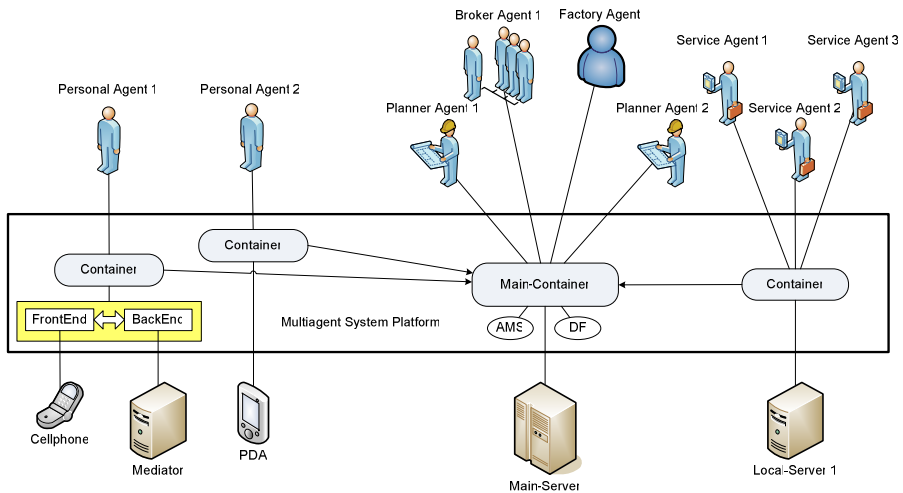 Broker Agent 1
Factory Agent
Service Agent 1
Service Agent 3
Personal Agent 1
Personal Agent 2
Planner Agent 1
Planner Agent 2
Service Agent 2
Container
Container
Main-Container
Container
FrontEnd
BackEnd
Multiagent System Platform
AMS
DF
Cellphone
Mediator
PDA
Main-Server
Local-Server 1